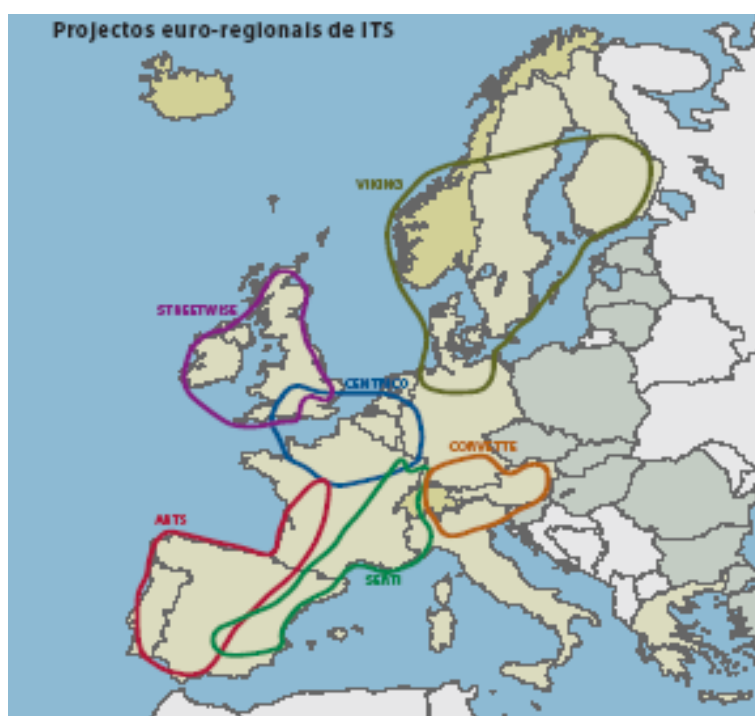 Projectos euro-regionais de ITS
VIKING
STREETWISE
CENTRICO
CORVETTE
ARTS
SERTI